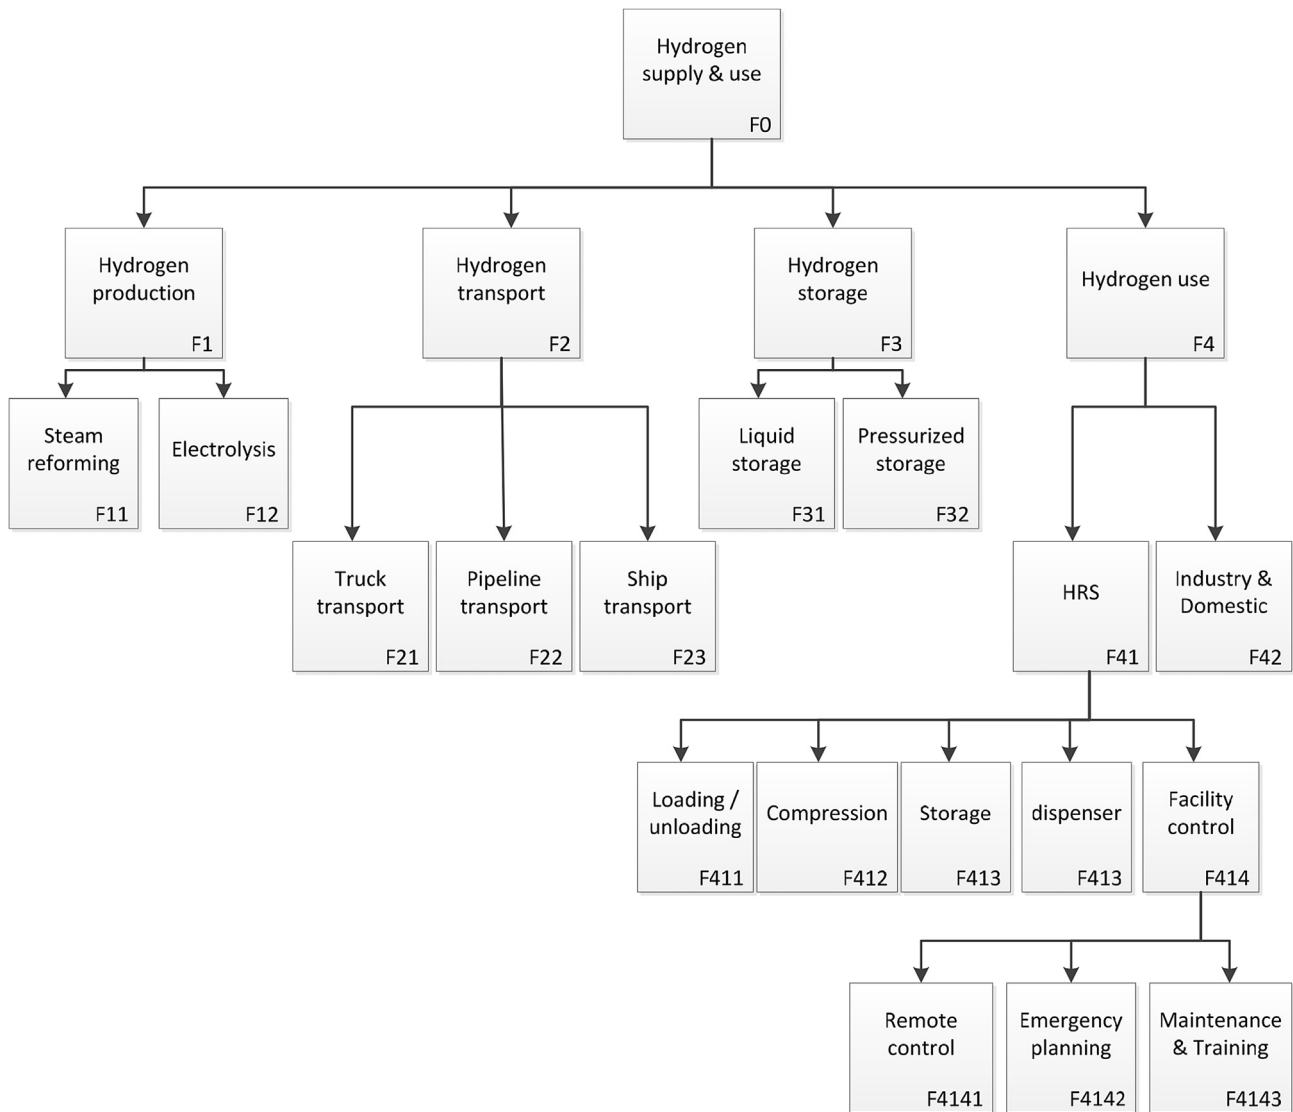 Hydrogen
supply & use
F0
Hydrogen
production
F1
Hydrogen
transport
F2
Hydrogen
storage
F3
Hydrogen use
F4
Steam
reforming
F11
Electrolysis
F12
Liquid
storage
F31
Pressurized
storage
F32
Truck
transport
F21
Pipeline
transport
F22
Ship
transport
F23
HRS
F41
Industry &
Domestic
F42
Loading /
unloading
F411
Compression
F412
Storage
F413
dispenser
F413
Facility
control
F414
Remote
control
F4141
Emergency
planning
F4142
Maintenance
& Training
F4143